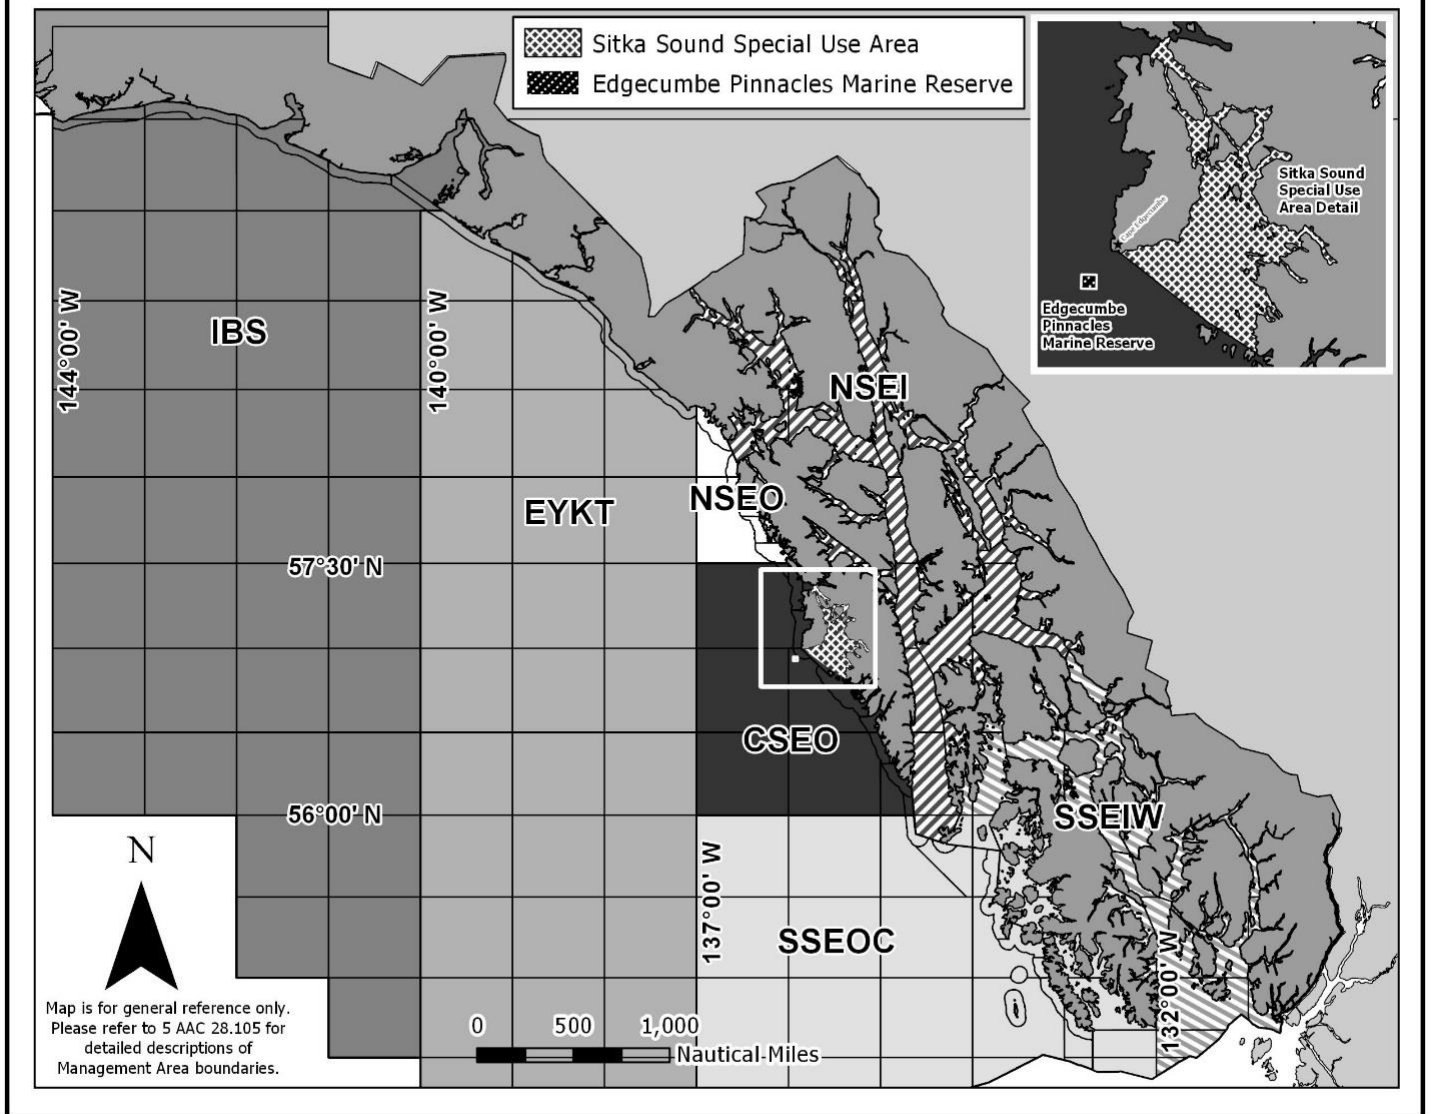 Sitka Sound Special Use Area
Edgecumbe Pinnacles Marine Reserve
Sitka Sound
Special Use
Area Detail
Cape Edgecumbe
Edgecumbe
Pinnacles
Marine Reserve
144°00' W
IBS
140°00' W
NSEI
EYKT
NSEO
57°30' N
CSEO
56°00' N
SSEIW
N
137°00' W
SSEOC
132°00' W
Map is for general reference only.
Please refer to 5 AAC 28.105 for
detailed descriptions of
Management Area boundaries.
0 500 1,000
Nautical Miles